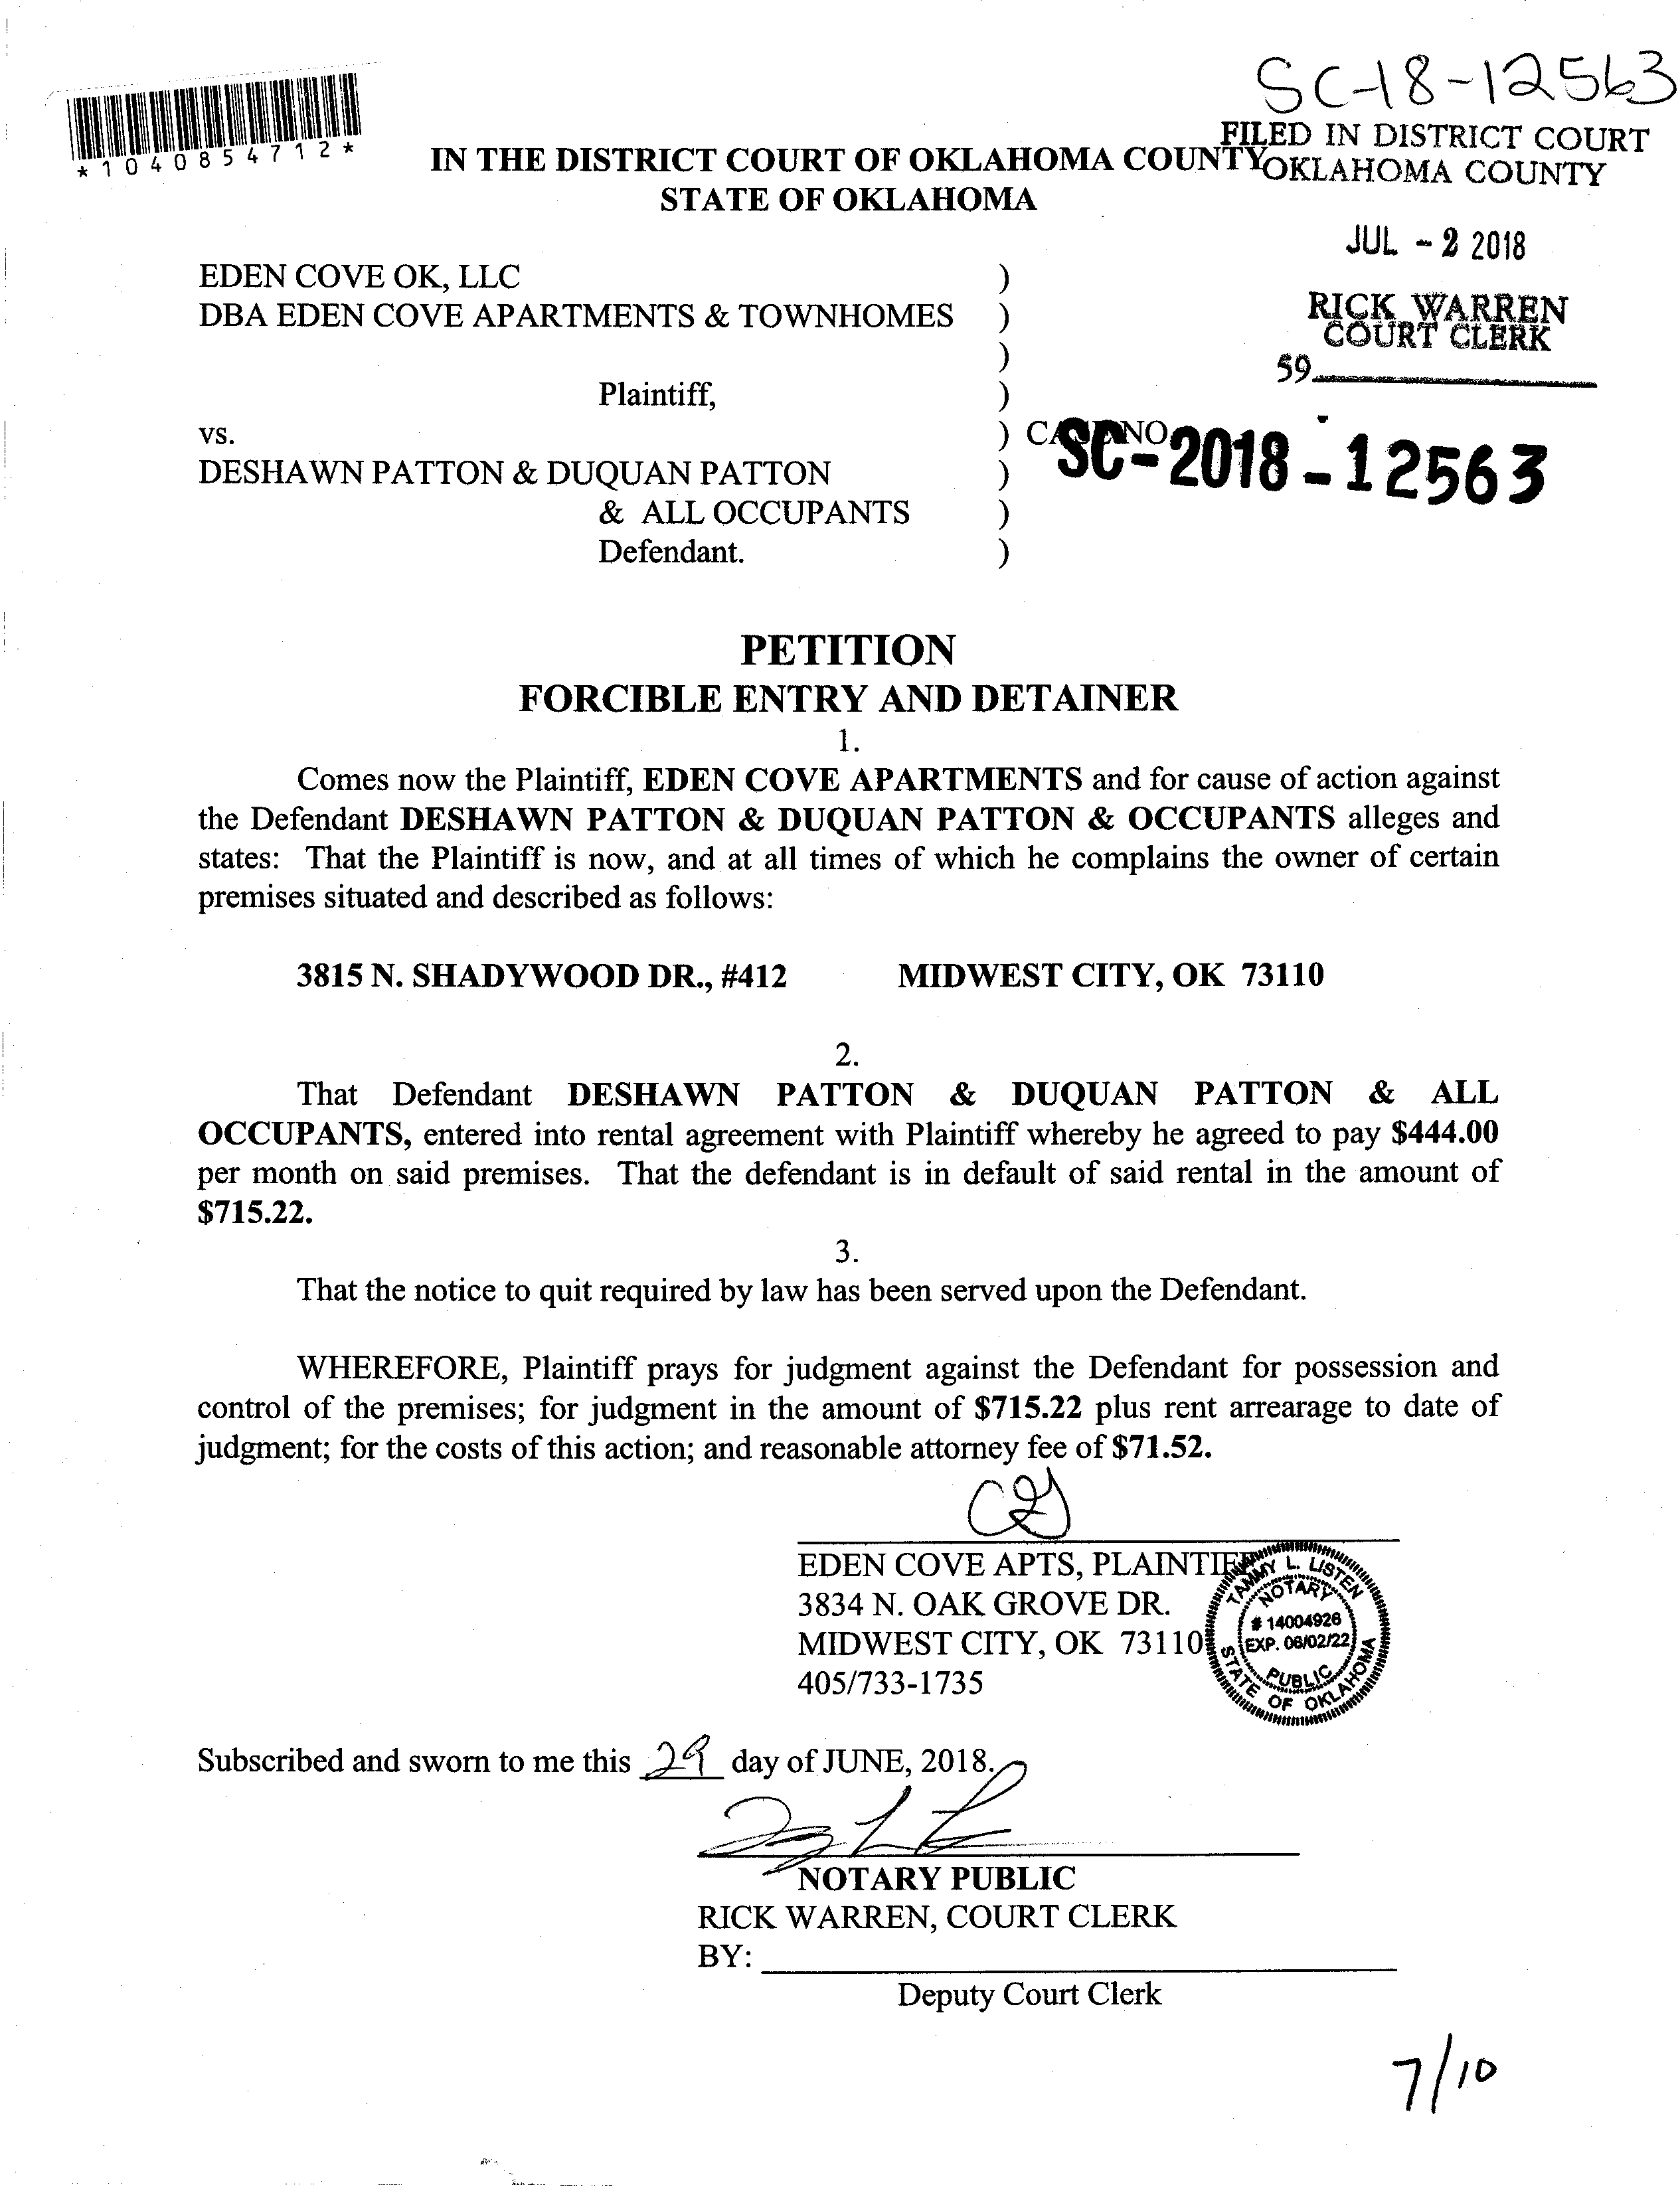 SC-18-12563
*1040854712*
FILED IN DISTRICT COURT
OKLAHOMA COUNTY
IN THE DISTRICT COURT OF OKLAHOMA COUNTY
STATE OF OKLAHOMA
JUL - 2 2018
RICK WARREN
COURT CLERK
59
EDEN COVE OK, LLC )
DBA EDEN COVE APARTMENTS & TOWNHOMES )
)
Plaintiff, )
vs. ) CASE NO.
SC-2018-12563
DESHAWN PATTON & DUQUAN PATTON )
& ALL OCCUPANTS )
Defendant. )
PETITION
FORCIBLE ENTRY AND DETAINER
1.
Comes now the Plaintiff, EDEN COVE APARTMENTS and for cause of action against
the Defendant DESHAWN PATTON & DUQUAN PATTON & OCCUPANTS alleges and
states: That the Plaintiff is now, and at all times of which he complains the owner of certain
premises situated and described as follows:
3815 N. SHADYWOOD DR., #412 MIDWEST CITY, OK 73110
2.
That Defendant DESHAWN PATTON & DUQUAN PATTON & ALL
OCCUPANTS, entered into rental agreement with Plaintiff whereby he agreed to pay $444.00
per month on said premises. That the defendant is in default of said rental in the amount of
$715.22.
3.
That the notice to quit required by law has been served upon the Defendant.
WHEREFORE, Plaintiff prays for judgment against the Defendant for possession and
control of the premises; for judgment in the amount of $715.22 plus rent arrearage to date of
judgment; for the costs of this action; and reasonable attorney fee of $71.52.
EDEN COVE APTS, PLAINTIFF
3834 N. OAK GROVE DR.
MIDWEST CITY, OK 73110
405/733-1735
TAMMY L. LISTEN
NOTARY
# 14004926
EXP. 06/02/22
PUBLIC
STATE OF OKLAHOMA
Subscribed and sworn to me this 29 day of JUNE, 2018.
NOTARY PUBLIC
RICK WARREN, COURT CLERK
BY:
Deputy Court Clerk
7/10